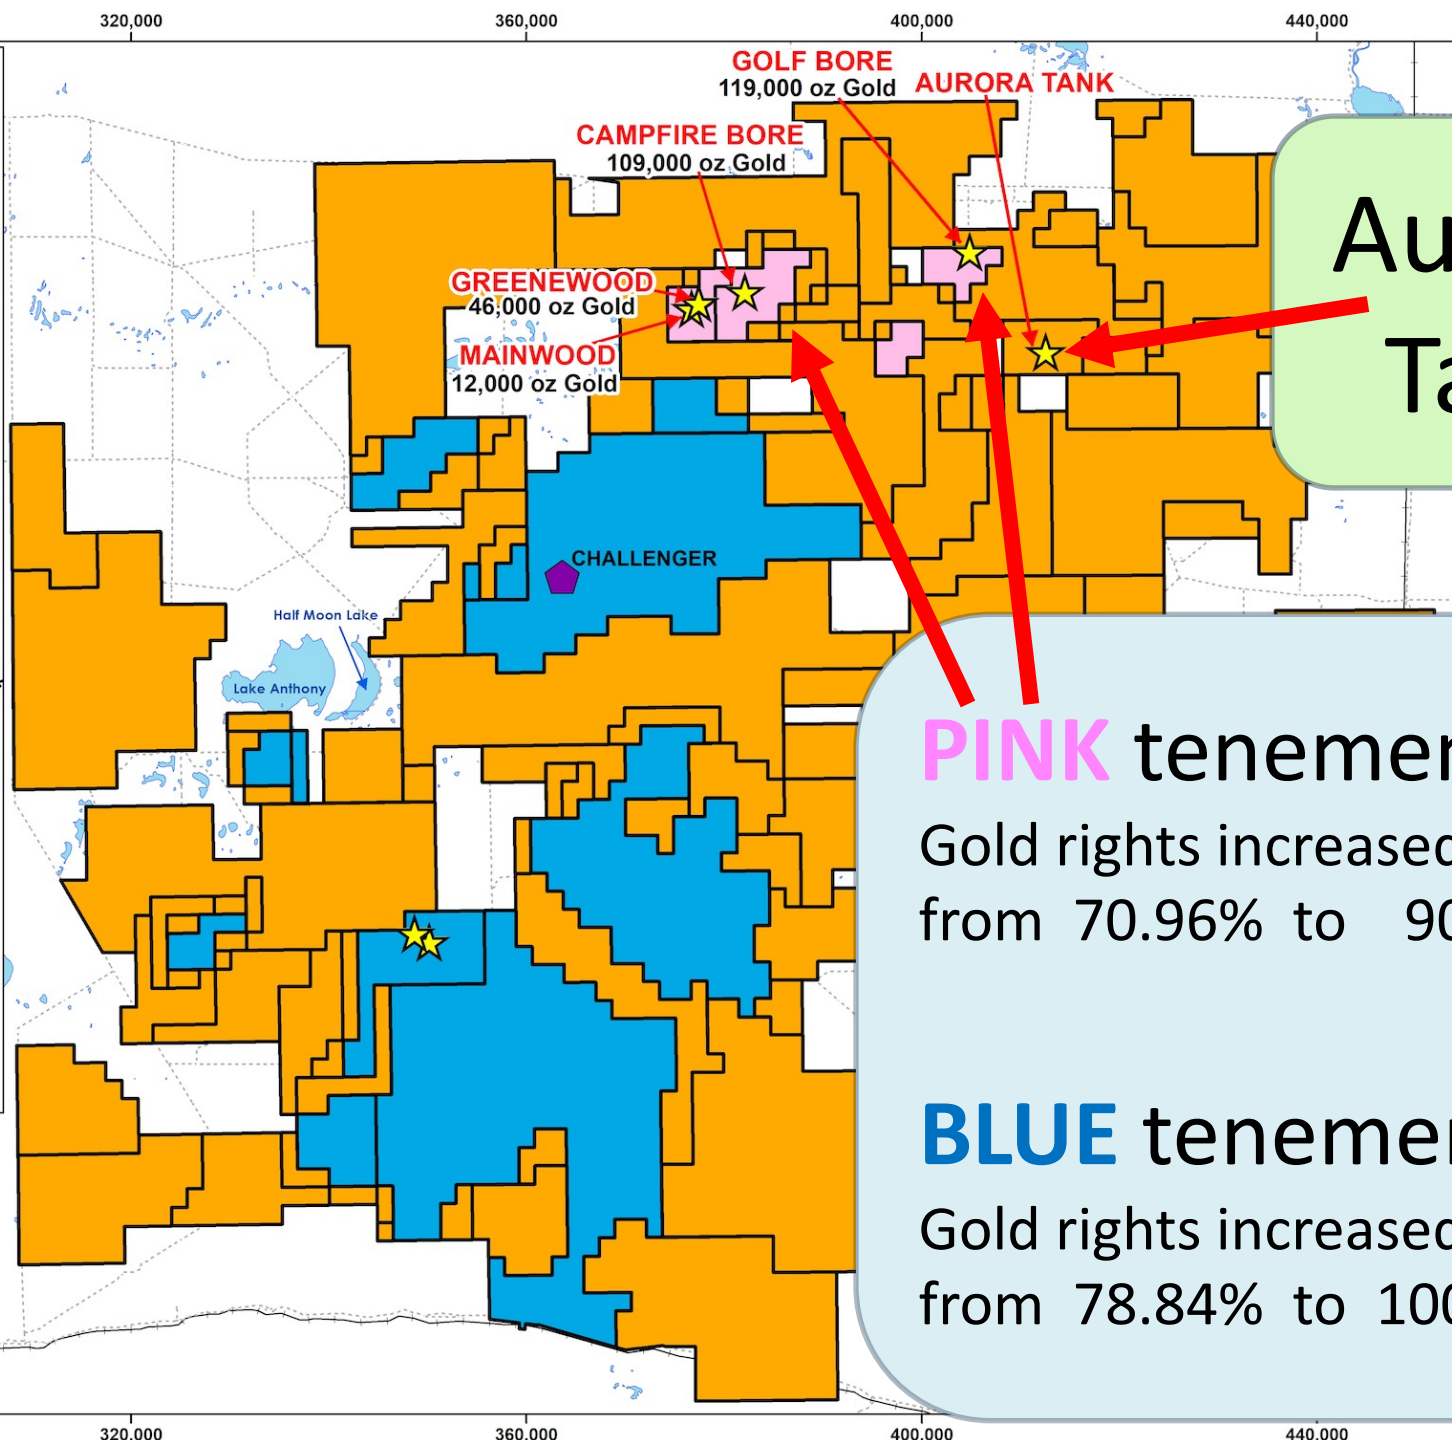 320,000 360,000 400,000 440,000
GOLF BORE
119,000 oz Gold
AURORA TANK
CAMPFIRE BORE
109,000 oz Gold
GREENEWOOD
46,000 oz Gold
MAINWOOD
12,000 oz Gold
Au
Ta
CHALLENGER
Half Moon Lake
Lake Anthony
PINK tenemen
Gold rights increased
from 70.96% to 90
BLUE tenemen
Gold rights increased
from 78.84% to 100
320,000 360,000 400,000 440,000